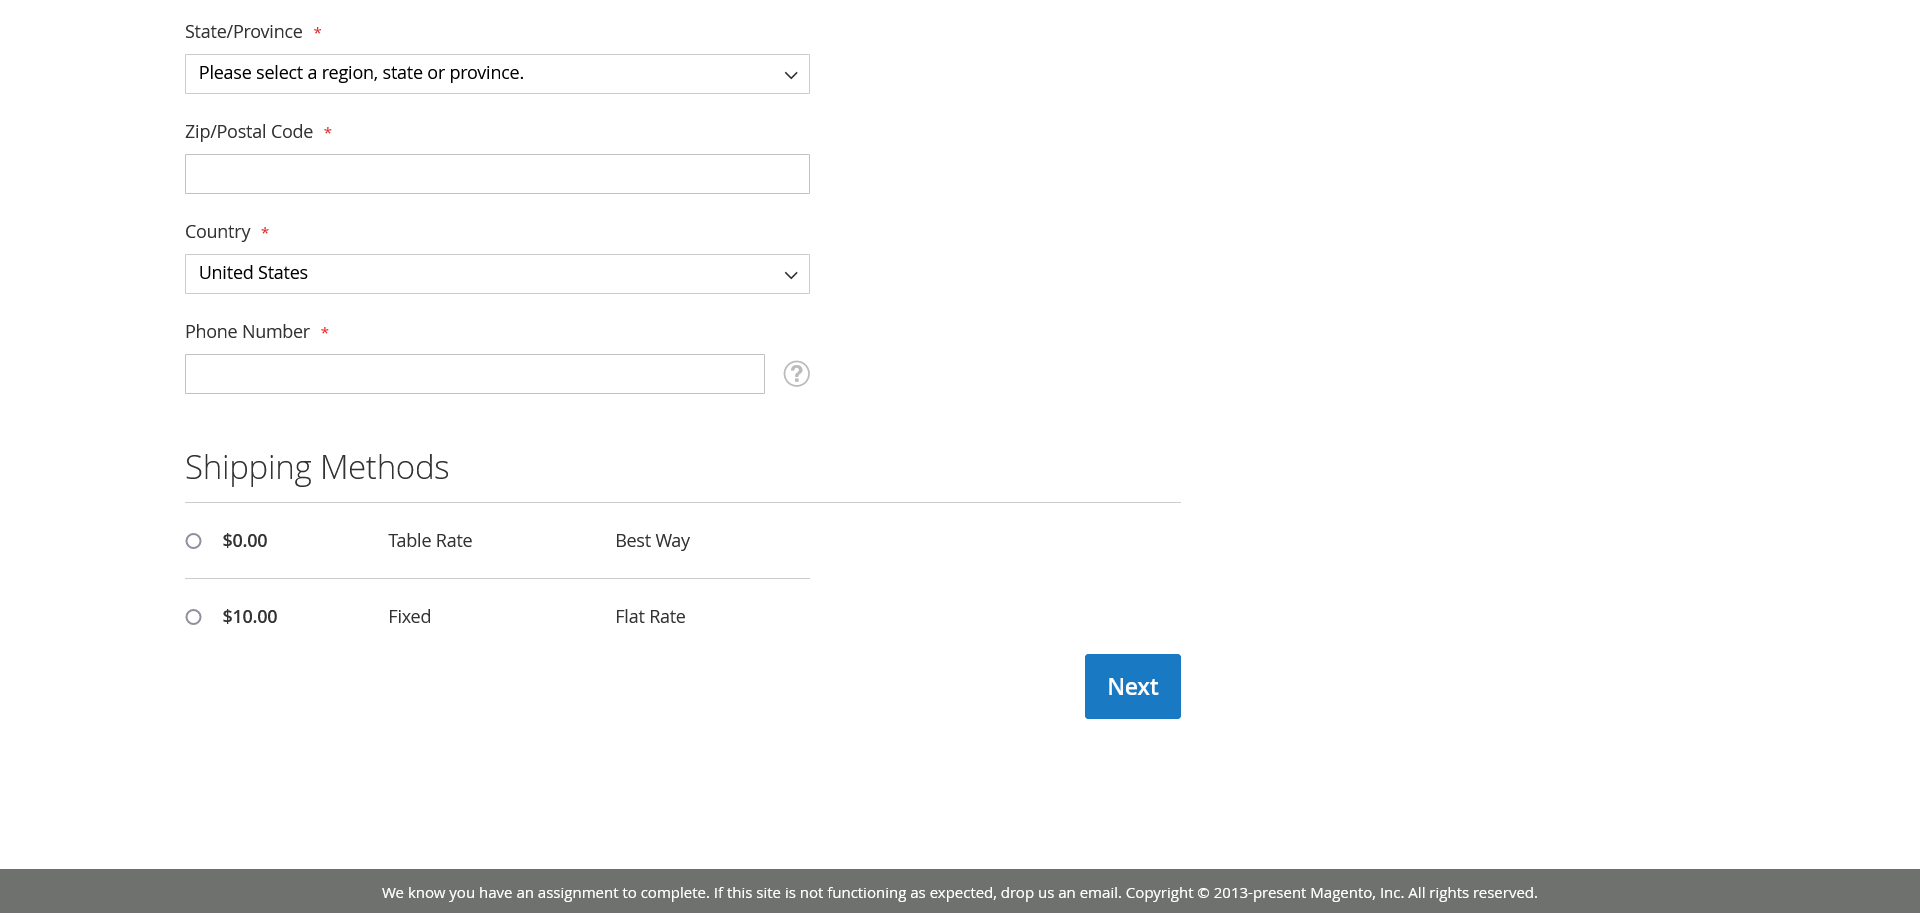 State/Province *
Please select a region, state or province.
Zip/Postal Code *
Country *
United States
Phone Number *
?
Shipping Methods
$0.00 Table Rate Best Way
$10.00 Fixed Flat Rate
Next
We know you have an assignment to complete. If this site is not functioning as expected, drop us an email. Copyright © 2013-present Magento, Inc. All rights reserved.